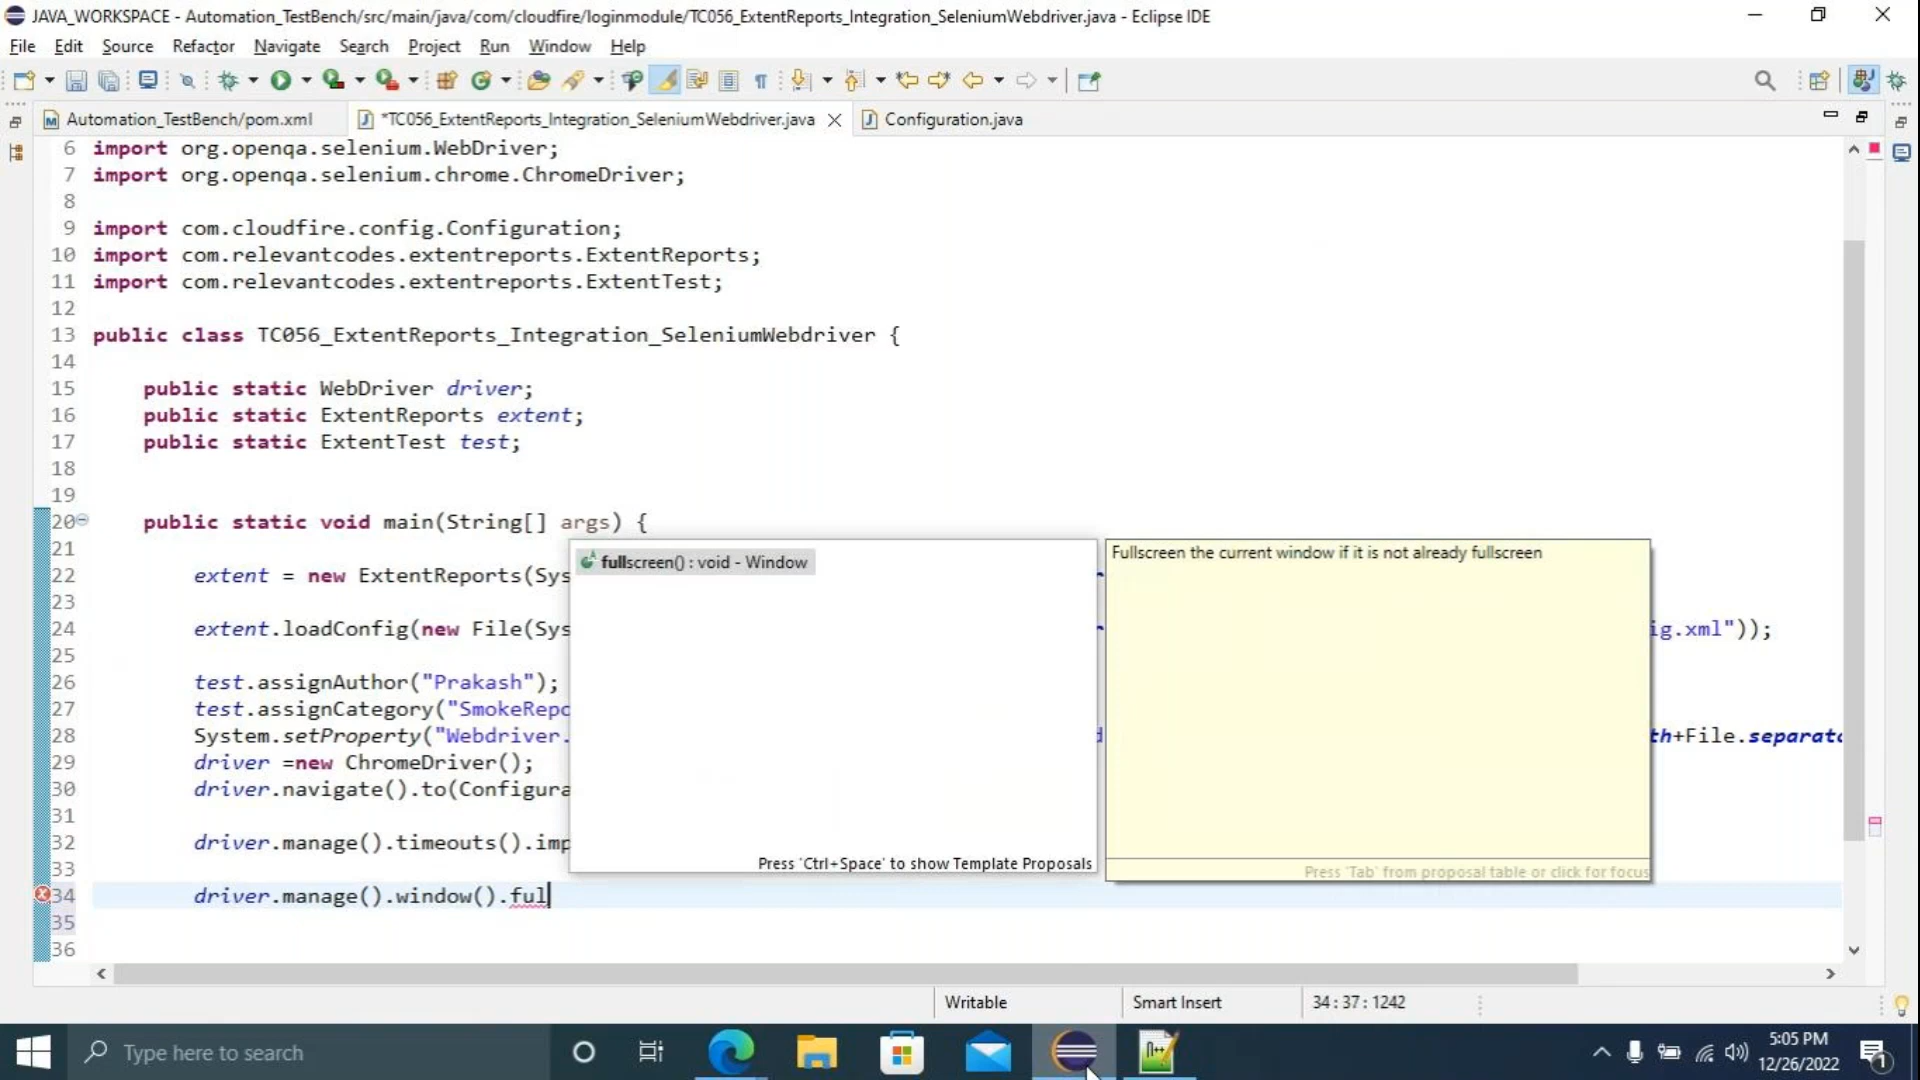 JAVA_WORKSPACE - Automation_TestBench/src/main/java/com/cloudfire/loginmodule/TC056_ExtentReports_Integration_SeleniumWebdriver.java - Eclipse IDE
File Edit Source Refactor Navigate Search Project Run Window Help
Automation_TestBench/pom.xml *TC056_ExtentReports_Integration_SeleniumWebdriver.java Configuration.java
6 import org.openqa.selenium.WebDriver;
7 import org.openqa.selenium.chrome.ChromeDriver;
8
9 import com.cloudfire.config.Configuration;
10 import com.relevantcodes.extentreports.ExtentReports;
11 import com.relevantcodes.extentreports.ExtentTest;
12
13 public class TC056_ExtentReports_Integration_SeleniumWebdriver {
14
15 public static WebDriver driver;
16 public static ExtentReports extent;
17 public static ExtentTest test;
18
19
20 public static void main(String[] args) {
21
fullscreen() : void - Window
Fullscreen the current window if it is not already fullscreen
22 extent = new ExtentReports(Sys
23
24 extent.loadConfig(new File(Sys ig.xml"));
25
26 test.assignAuthor("Prakash");
27 test.assignCategory("SmokeRepo
28 System.setProperty("Webdriver. th+File.separato
29 driver =new ChromeDriver();
30 driver.navigate().to(Configura
31
32 driver.manage().timeouts().imp
33
Press 'Ctrl+Space' to show Template Proposals
Press 'Tab' from proposal table or click for focus
34 driver.manage().window().ful
35
36
Writable Smart Insert 34 : 37 : 1242
Type here to search
5:05 PM
12/26/2022
1